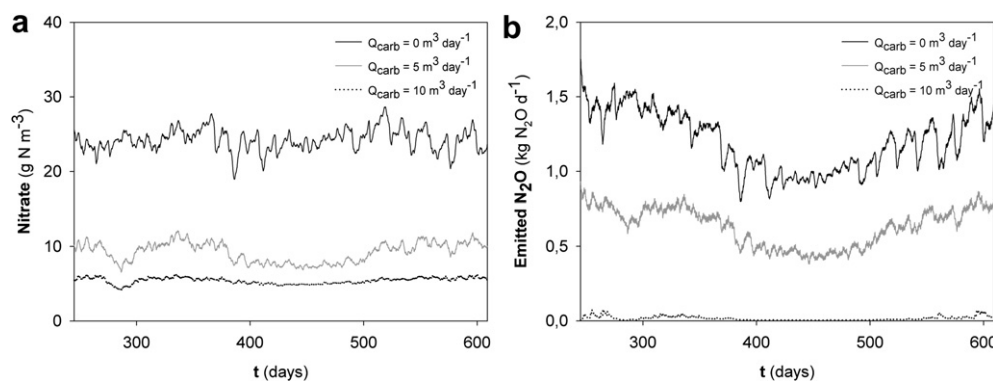 a
40
30
20
10
0
Nitrate (g N m-3)
Qcarb = 0 m3 day-1
Qcarb = 5 m3 day-1
Qcarb = 10 m3 day-1
300
400
500
600
t (days)
b
2,0
1,5
1,0
0,5
0,0
Emitted N2O (kg N2O d-1)
Qcarb = 0 m3 day-1
Qcarb = 5 m3 day-1
Qcarb = 10 m3 day-1
300
400
500
600
t (days)